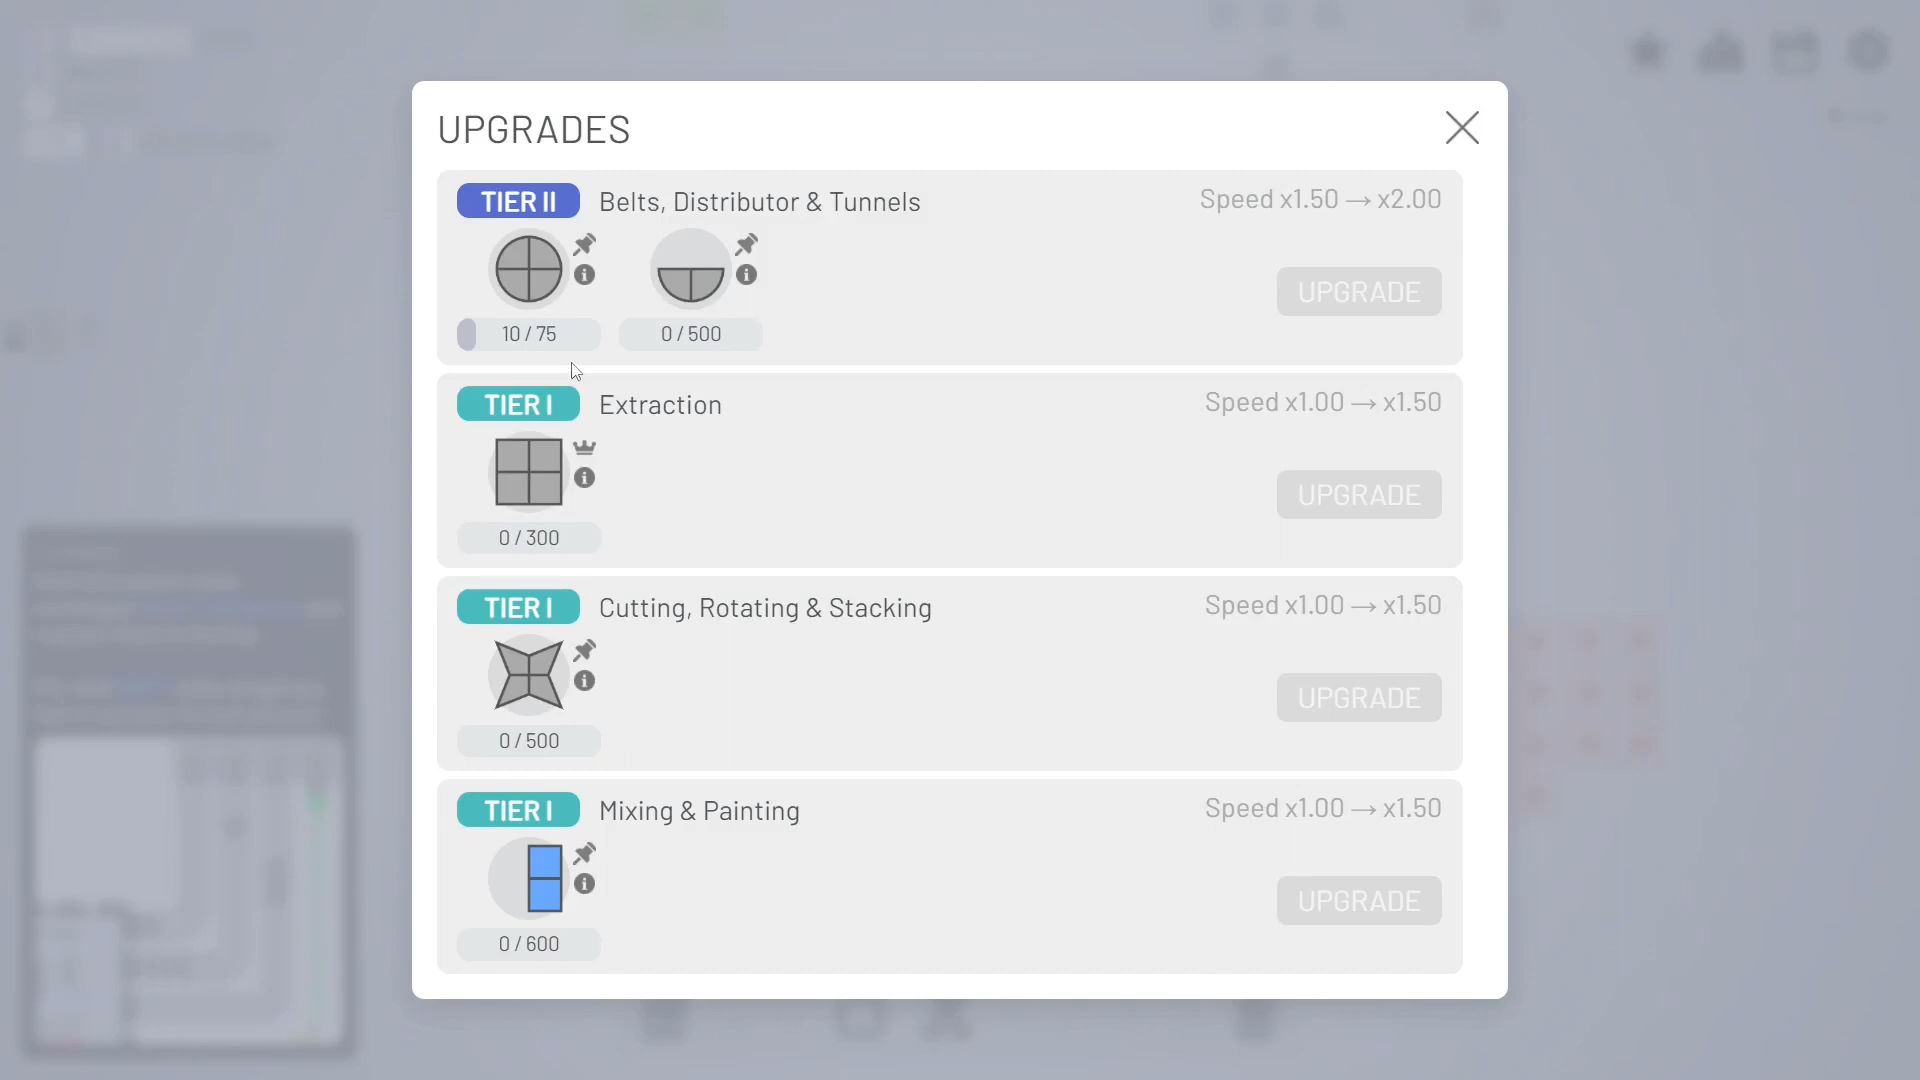 UPGRADES
TIER II Belts, Distributor & Tunnels Speed x1.50 → x2.00
10 / 75 0 / 500
UPGRADE
TIER I Extraction Speed x1.00 → x1.50
0 / 300
UPGRADE
TIER I Cutting, Rotating & Stacking Speed x1.00 → x1.50
0 / 500
UPGRADE
TIER I Mixing & Painting Speed x1.00 → x1.50
0 / 600
UPGRADE